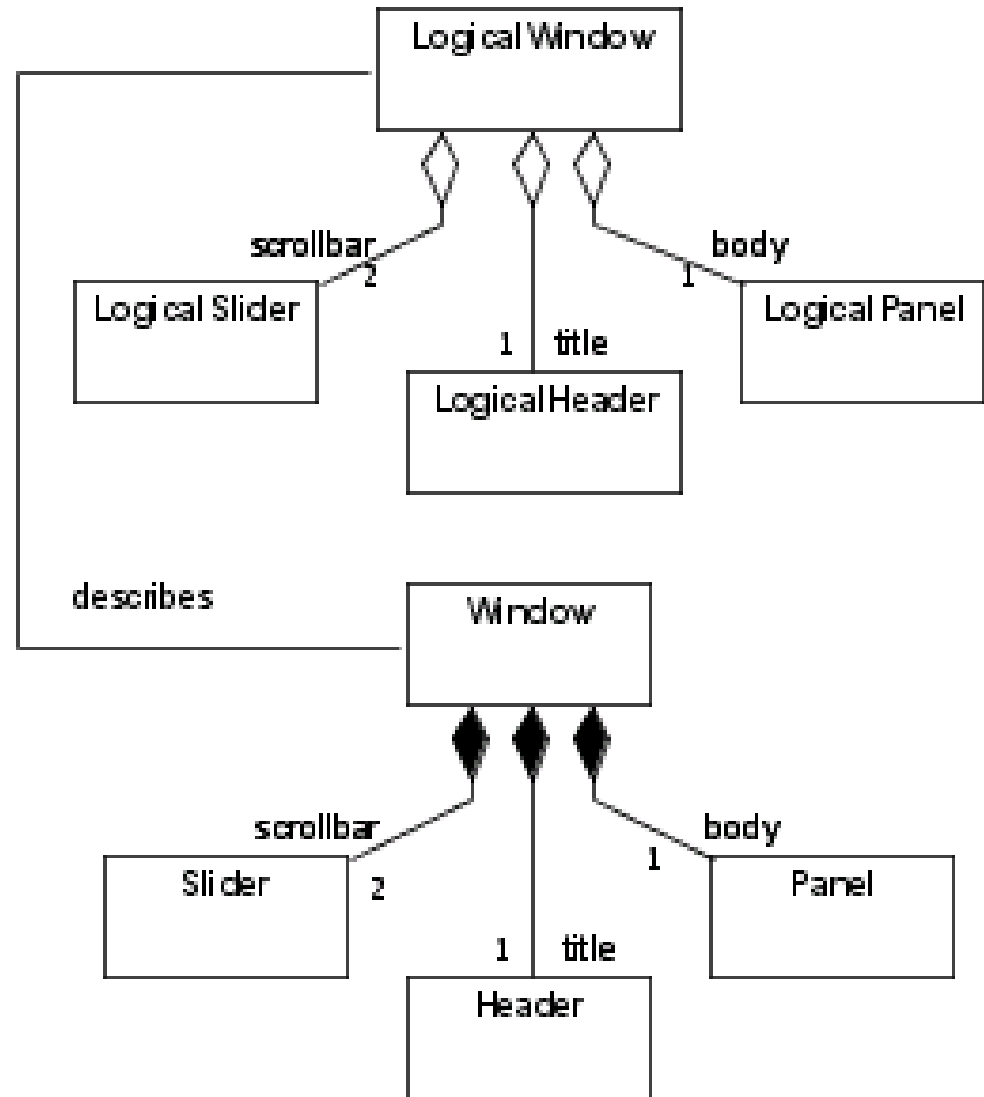 Logical Window
scrollbar
2
body
1
Logical Slider
Logical Panel
1 title
Logical Header
describes
Window
scrollbar
2
body
1
Slider
Panel
1 title
Header